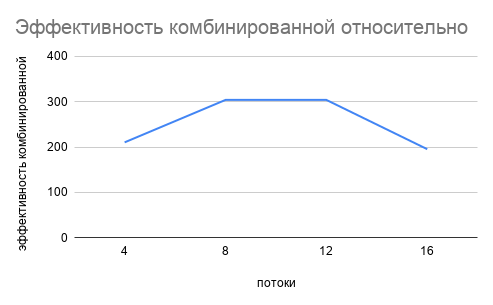 Эффективность комбинированной относительно
эффективность комбинированной
400
300
200
100
0
4 8 12 16
потоки